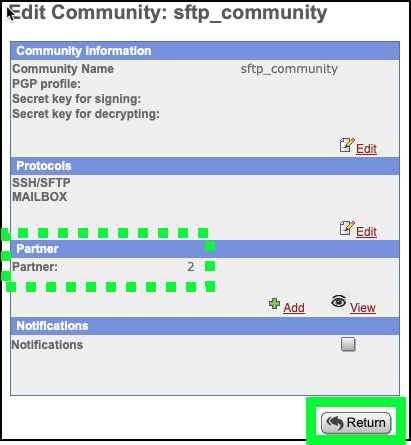 Edit Community: sftp_community
Community Information
Community Name sftp_community
PGP profile:
Secret key for signing:
Secret key for decrypting:
Edit
Protocols
SSH/SFTP
MAILBOX
Edit
Partner
Partner: 2
Add View
Notifications
Notifications
Return